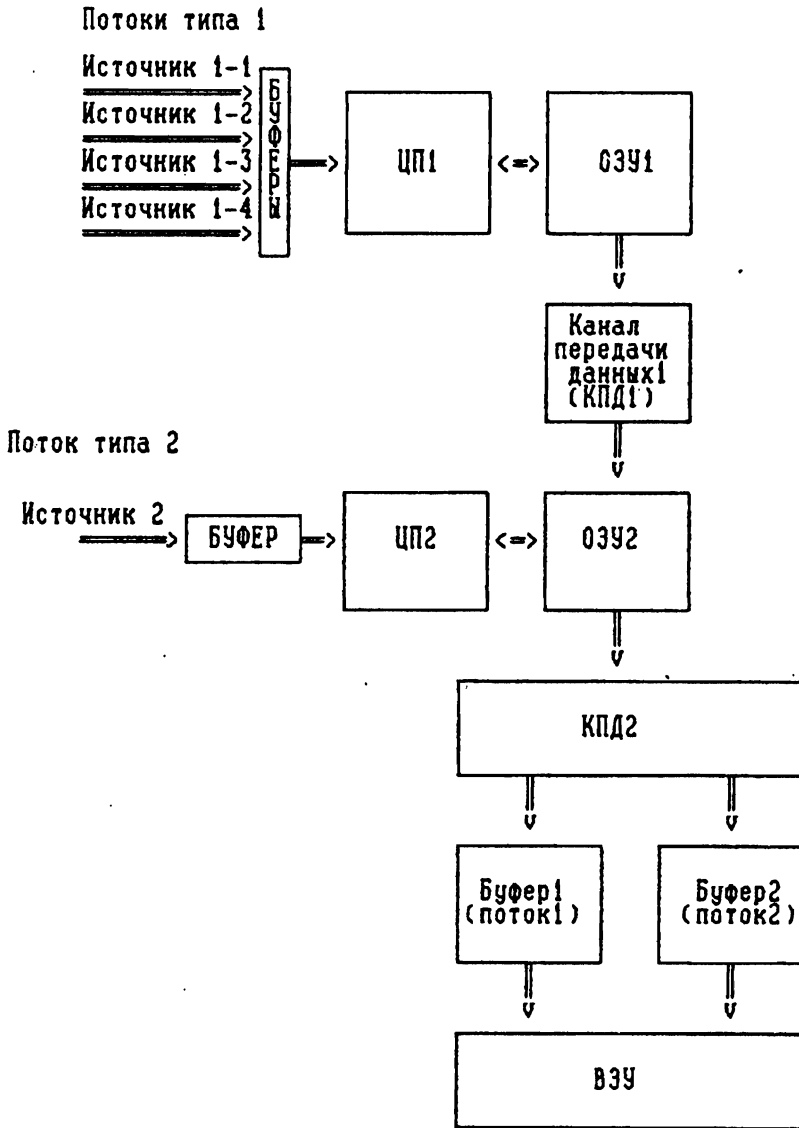 Потоки типа 1
Источник 1-1
Источник 1-2
Источник 1-3
Источник 1-4
БУФЕРЫ
ЦП1
<=>
ОЗУ1
Канал
передачи
данных1
(КПД1)
Поток типа 2
Источник 2
БУФЕР
ЦП2
<=>
ОЗУ2
КПД2
Буфер1
(поток1)
Буфер2
(поток2)
ВЗУ